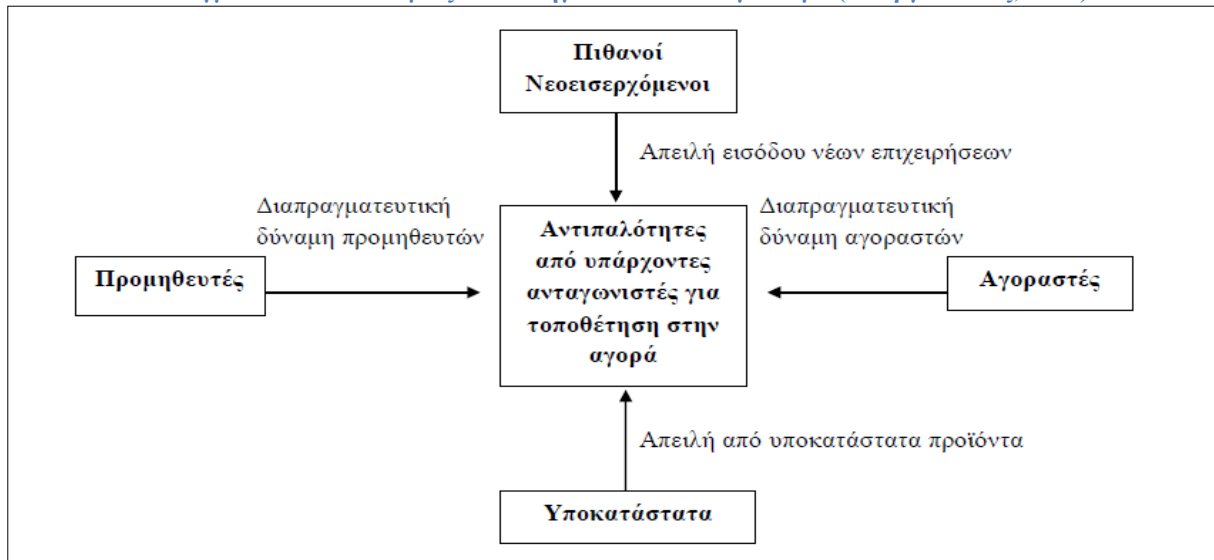 Πιθανοί
Νεοεισερχόμενοι
Απειλή εισόδου νέων επιχειρήσεων
Διαπραγματευτική
δύναμη προμηθευτών
Προμηθευτές
Αντιπαλότητες
από υπάρχοντες
ανταγωνιστές για
τοποθέτηση στην
αγορά
Διαπραγματευτική
δύναμη αγοραστών
Αγοραστές
Απειλή από υποκατάστατα προϊόντα
Υποκατάστατα